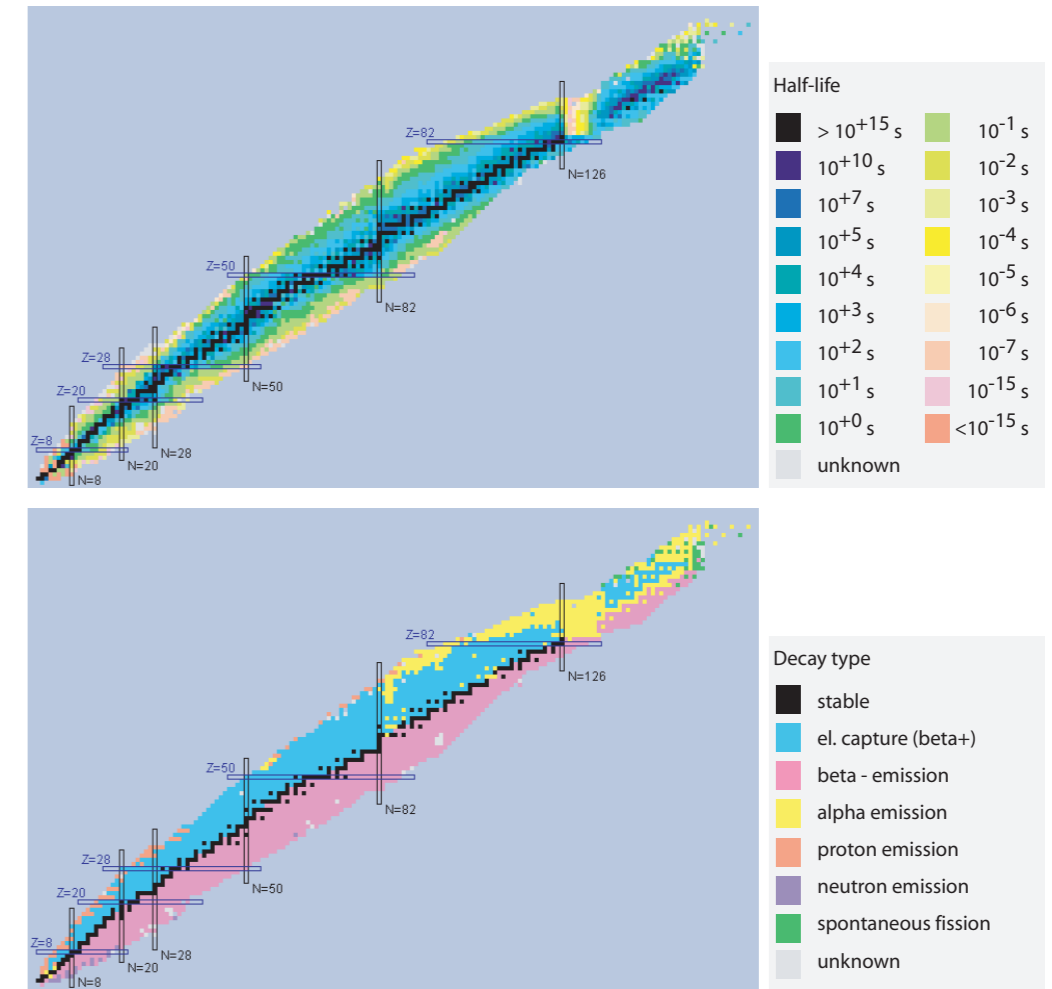 Z=82
N=126
Z=50
N=82
Z=28
N=50
Z=20
Z=8
N=28
N=20
N=8
Half-life
> 10+15 s
10+10 s
10+7 s
10+5 s
10+4 s
10+3 s
10+2 s
10+1 s
10+0 s
unknown
10-1 s
10-2 s
10-3 s
10-4 s
10-5 s
10-6 s
10-7 s
10-15 s
<10-15 s
Z=82
N=126
Z=50
N=82
Z=28
N=50
Z=20
Z=8
N=28
N=20
N=8
Decay type
stable
el. capture (beta+)
beta - emission
alpha emission
proton emission
neutron emission
spontaneous fission
unknown